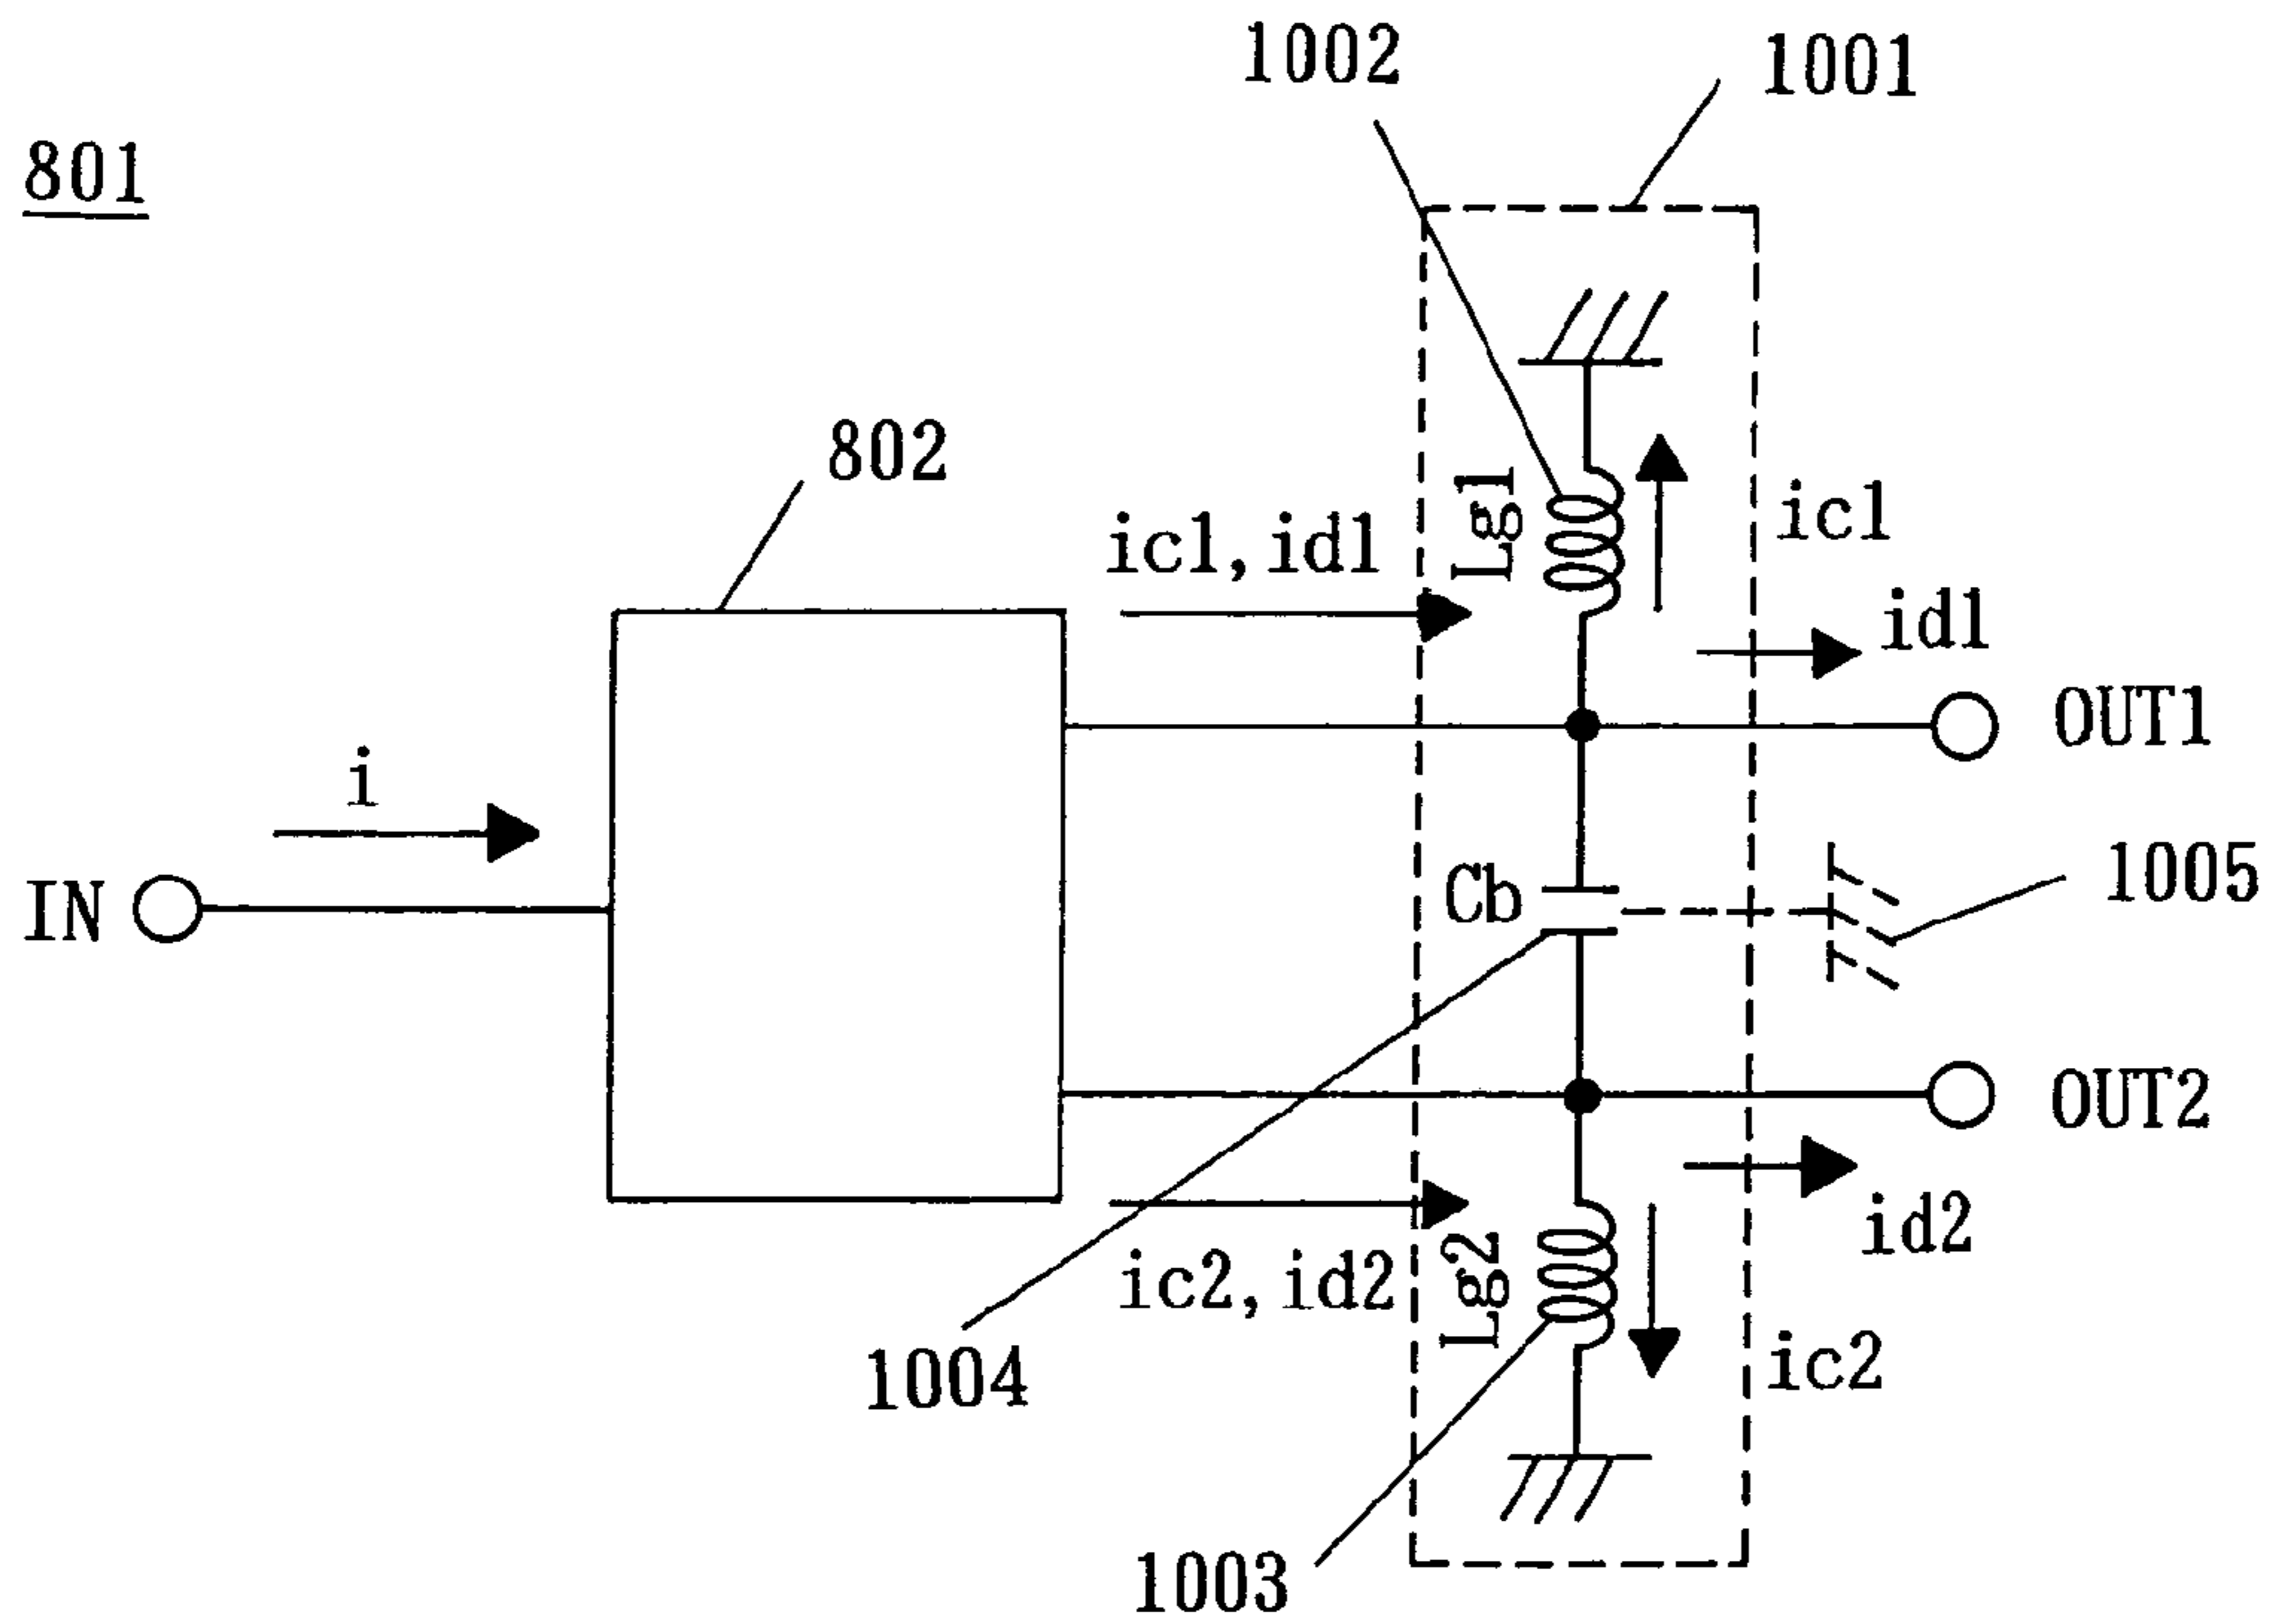 1002
1001
801
802
ic1,id1
Lg1
ic1
id1
OUT1
i
IN
Cb
1005
OUT2
id2
ic2,id2
Lg2
ic2
1004
1003